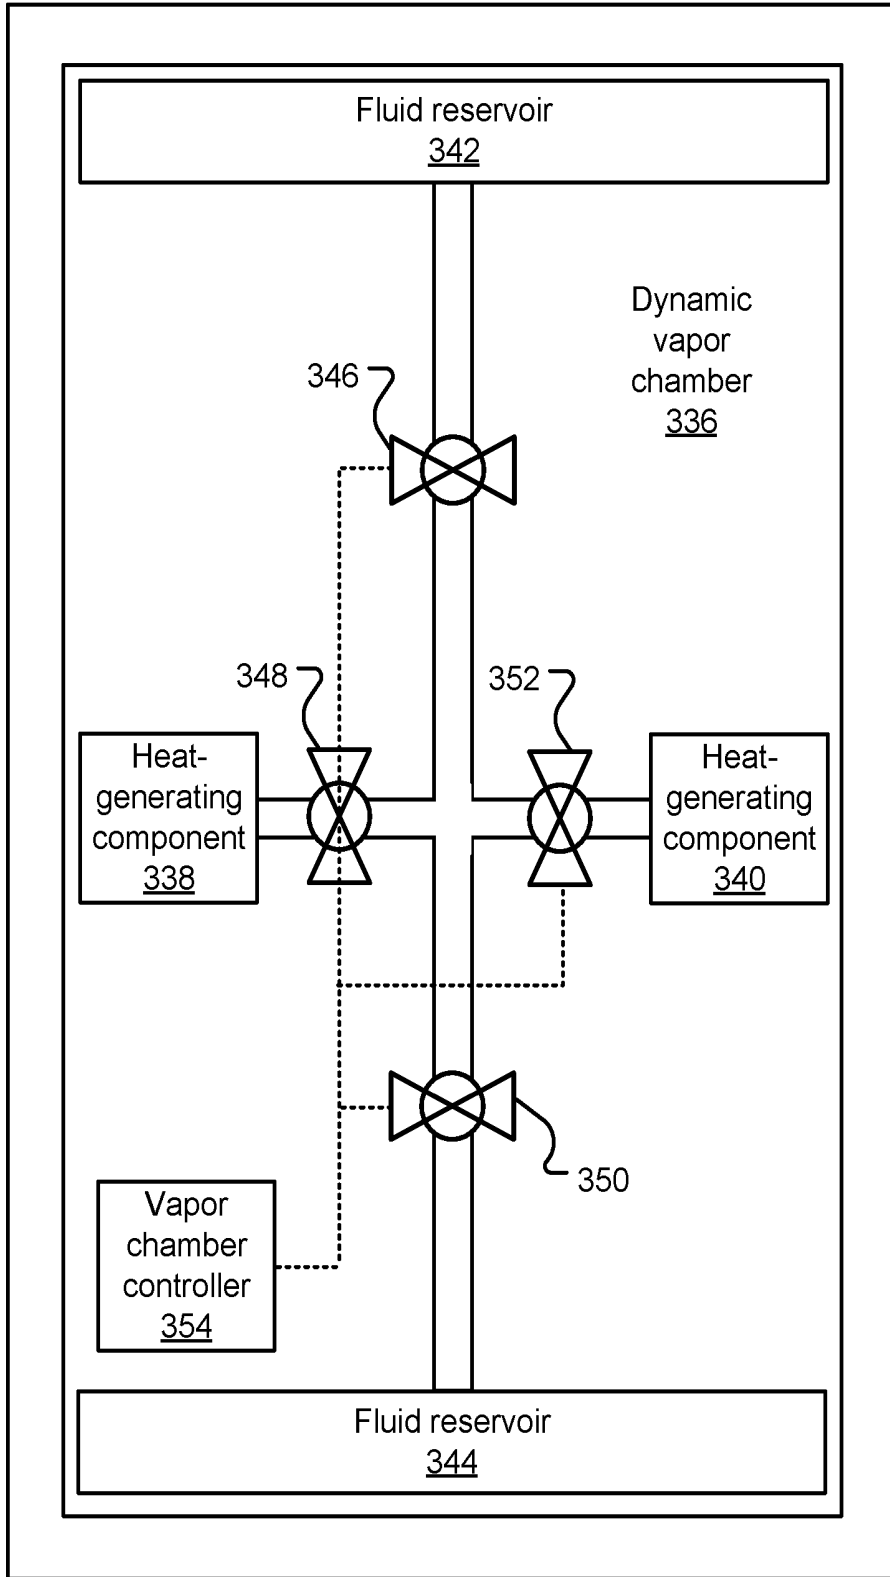 Fluid reservoir
342
Dynamic
vapor
chamber
336
346
348
352
Heat-
generating
component
338
Heat-
generating
component
340
350
Vapor
chamber
controller
354
Fluid reservoir
344